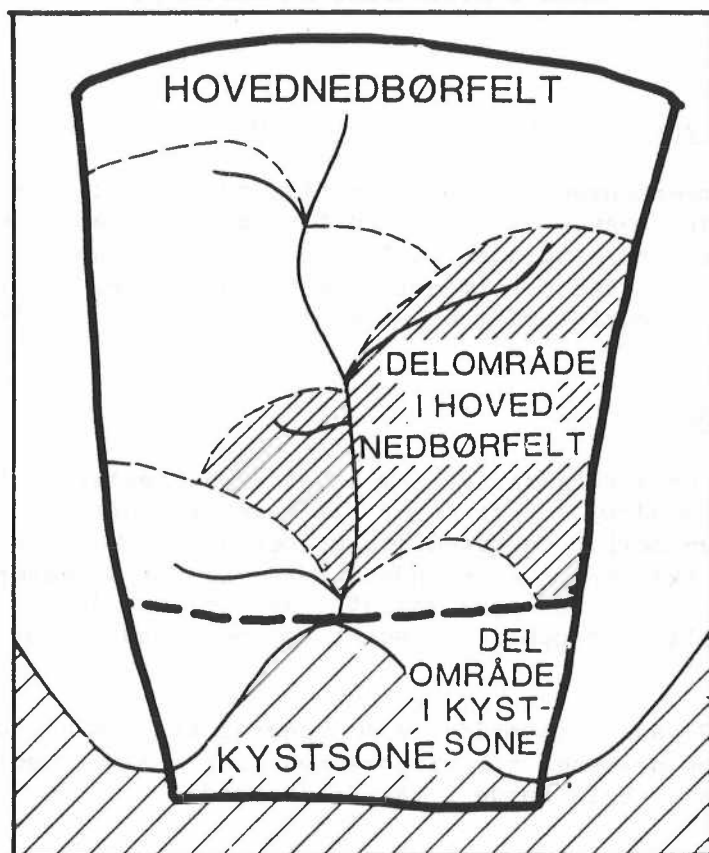 HOVEDNEDBØRFELT
DELOMRÅDE
I HOVED
NEDBØRFELT
DEL
OMRÅDE
I KYST-
SONE
KYSTSONE